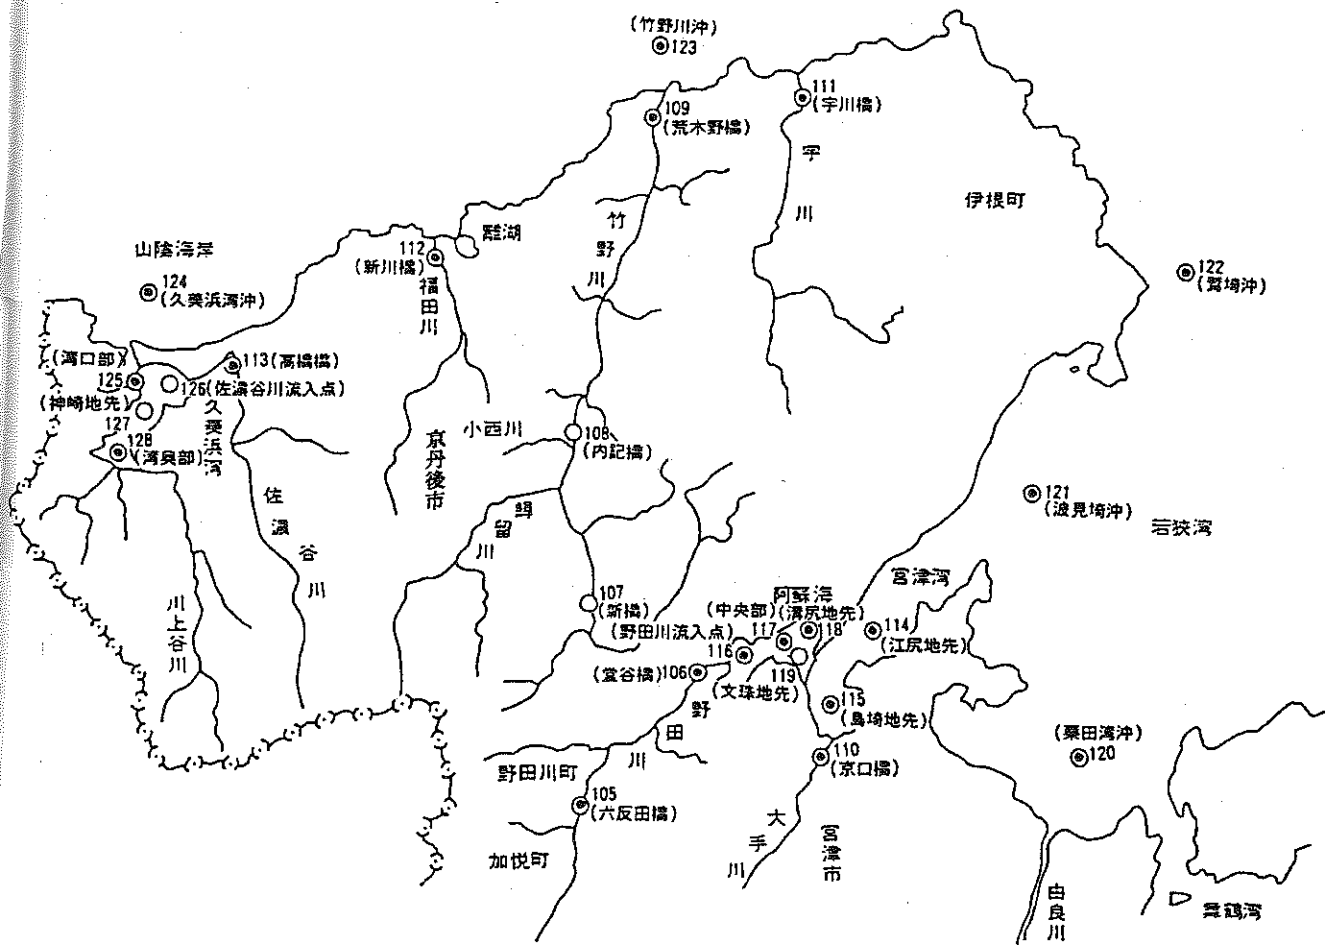 (竹野川沖)
123
111
(宇川橋)
109
(荒木野橋)
宇川
伊根町
竹野川
離湖
112
(新川橋)
福田川
山陰海岸
124
(久美浜湾沖)
122
(鷲埼沖)
(湾口部)
125
113(高橋橋)
126(佐濃谷川流入点)
(神崎地先)
127
久美浜湾
128
(湾奥部)
小西川
108
(内記橋)
京丹後市
佐濃谷川
鱒留川
121
(波見埼沖)
若狭湾
宮津湾
107
(新橋)
阿蘇海
(中央部)
(溝尻地先)
(野田川流入点)
117
118
116
114
(江尻地先)
川上谷川
(堂谷橋)106
119
(文珠地先)
115
(島埼地先)
野田川
(栗田湾沖)
120
110
(京口橋)
野田川町
105
(六反田橋)
大手川
宮津市
加悦町
由良川
舞鶴湾